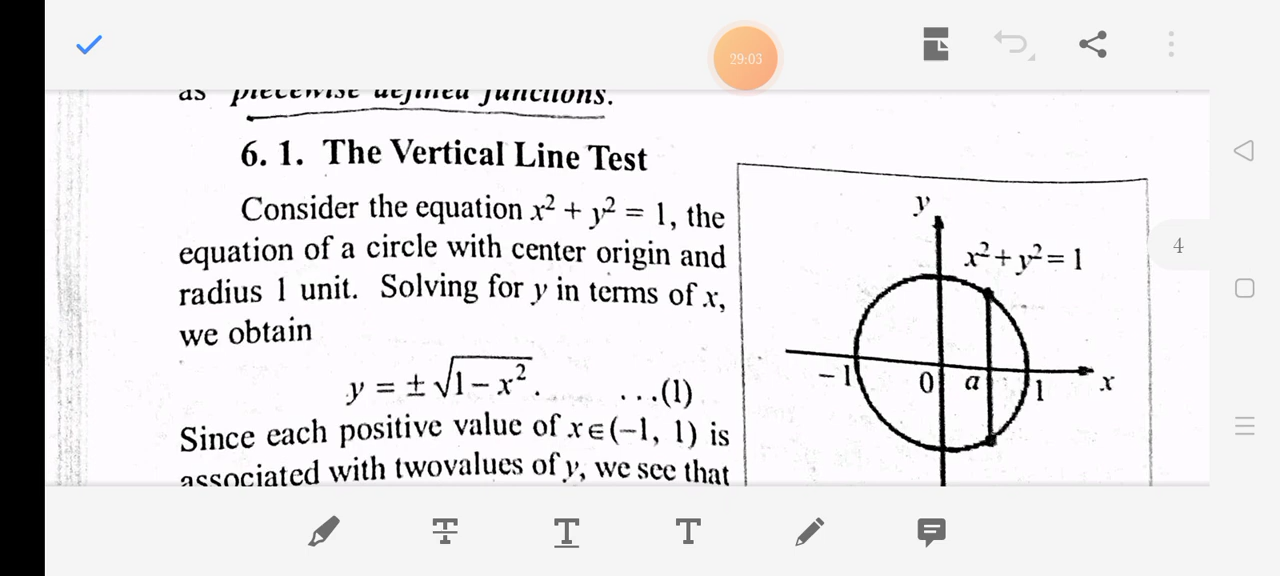 29:03
as piecewise defined functions.
6. 1. The Vertical Line Test
Consider the equation x² + y² = 1, the
equation of a circle with center origin and
radius 1 unit. Solving for y in terms of x,
we obtain
y = ± √1 − x². ...(1)
Since each positive value of x∈(−1, 1) is
associated with twovalues of y, we see that
y
x² + y² = 1
−1
0
a
1
x
4
T
T
T